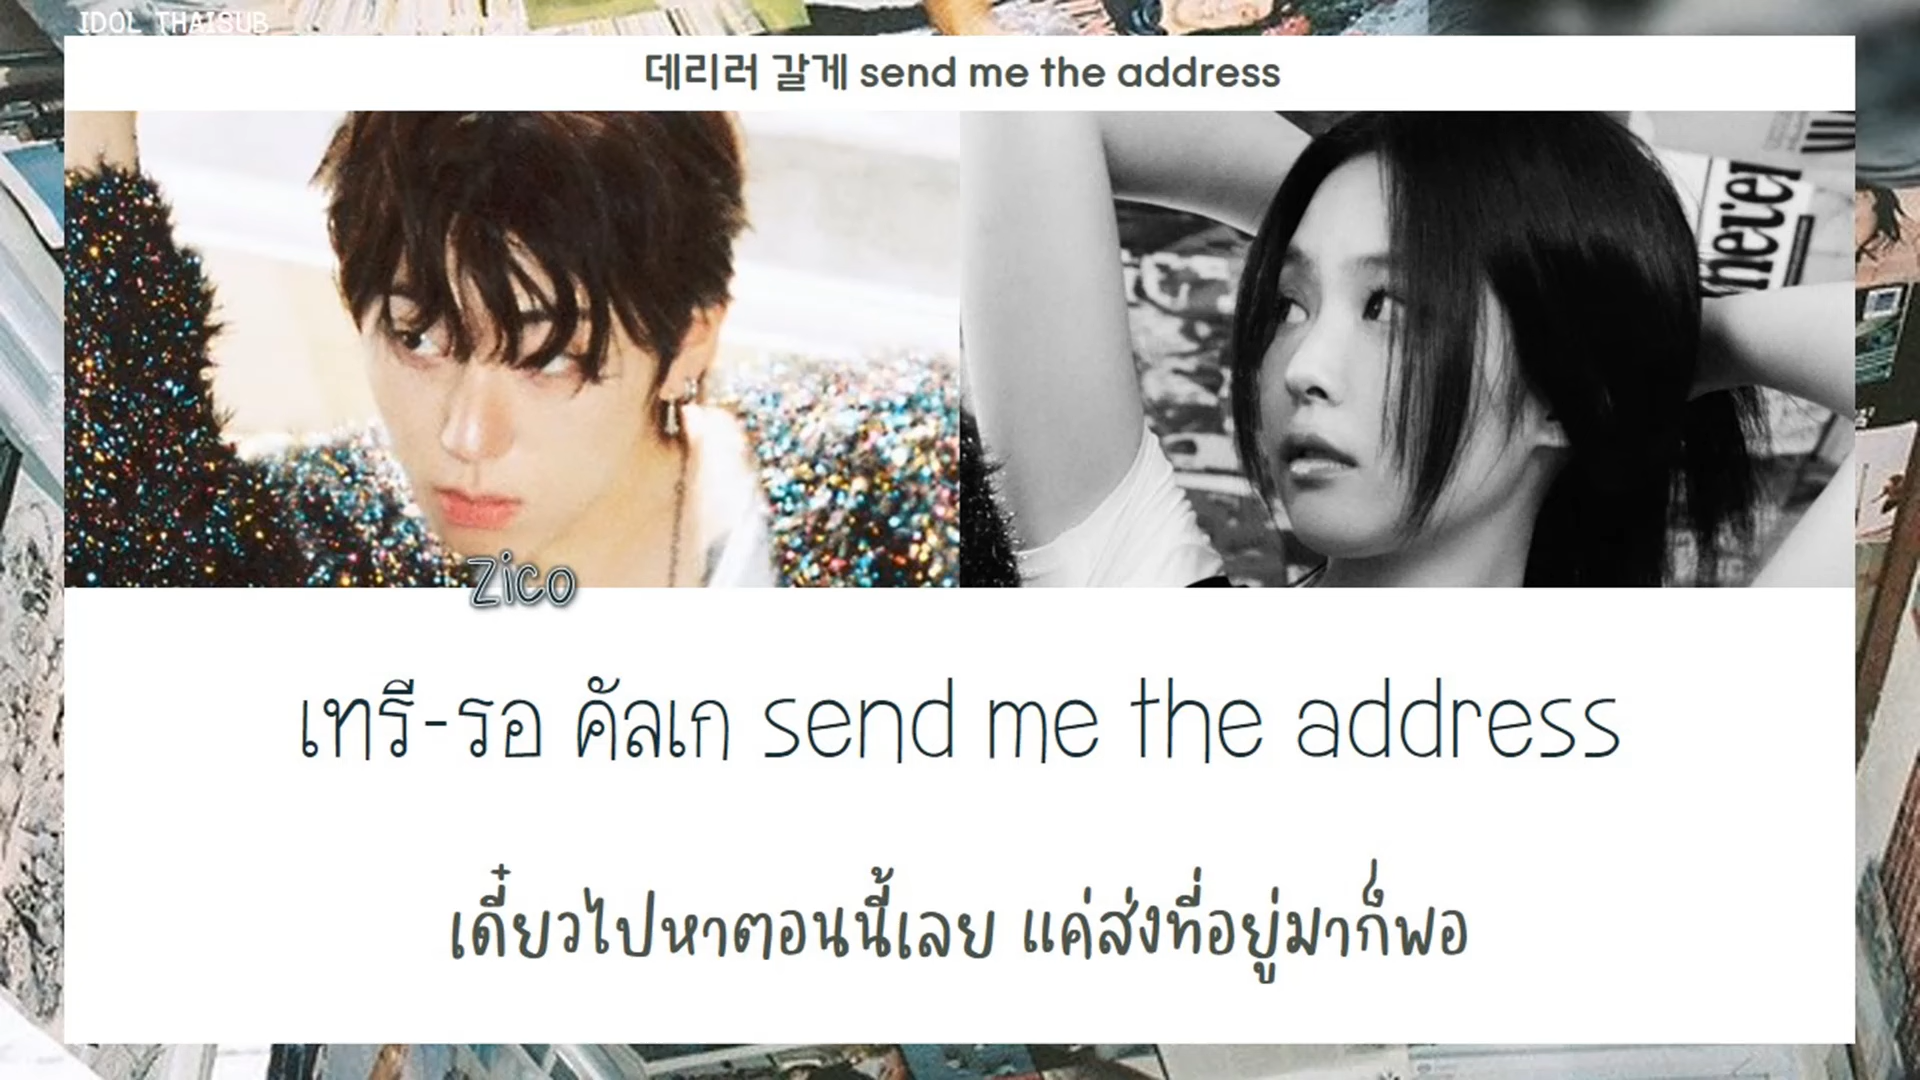 IDOL THAISUB
데리러 갈게 send me the address
Zico
เทรี-รอ คัลเก send me the address
เดี๋ยวไปหาตอนนี้เลย แค่ส่งที่อยู่มาก็พอ